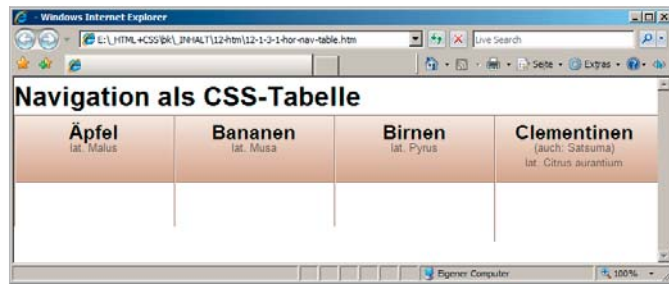 - Windows Internet Explorer
E:\_HTML+CSS\bk\_INHALT\12-htm\12-1-3-1-hor-nav-table.htm
Live Search
Seite
Extras
Navigation als CSS-Tabelle
Äpfel
lat. Malus
Bananen
lat. Musa
Birnen
lat. Pyrus
Clementinen
(auch: Satsuma)
lat. Citrus aurantium
Eigener Computer
100%